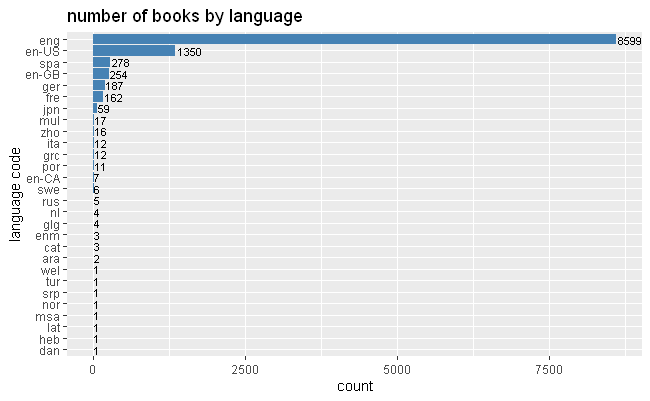 number of books by language
language code
eng 8599
en-US 1350
spa 278
en-GB 254
ger 187
fre 162
jpn 59
mul 17
zho 16
ita 12
grc 12
por 11
en-CA 7
swe 6
rus 5
nl 4
glg 4
enm 3
cat 3
ara 2
wel 1
tur 1
srp 1
nor 1
msa 1
lat 1
heb 1
dan 1
0 2500 5000 7500
count